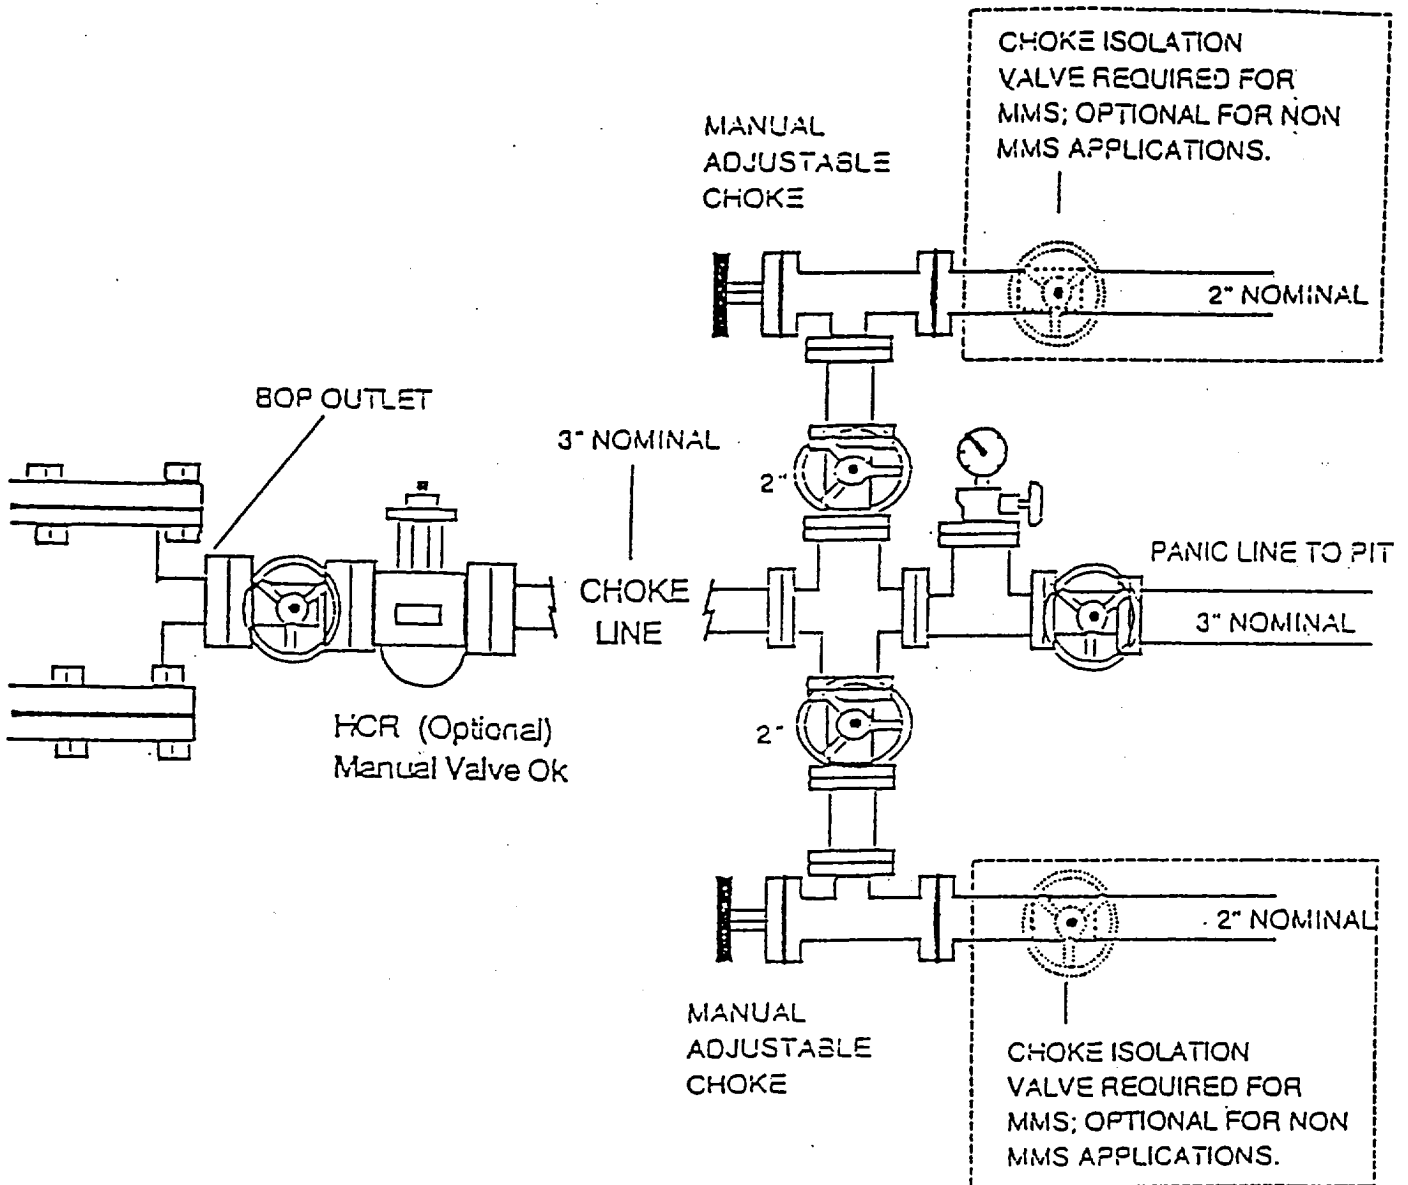 CHOKE ISOLATION
VALVE REQUIRED FOR
MMS; OPTIONAL FOR NON
MMS APPLICATIONS.
MANUAL
ADJUSTABLE
CHOKE
2" NOMINAL
BOP OUTLET
3" NOMINAL
2"
PANIC LINE TO PIT
CHOKE
LINE
3" NOMINAL
HCR (Optional)
Manual Valve Ok
2"
2" NOMINAL
MANUAL
ADJUSTABLE
CHOKE
CHOKE ISOLATION
VALVE REQUIRED FOR
MMS; OPTIONAL FOR NON
MMS APPLICATIONS.